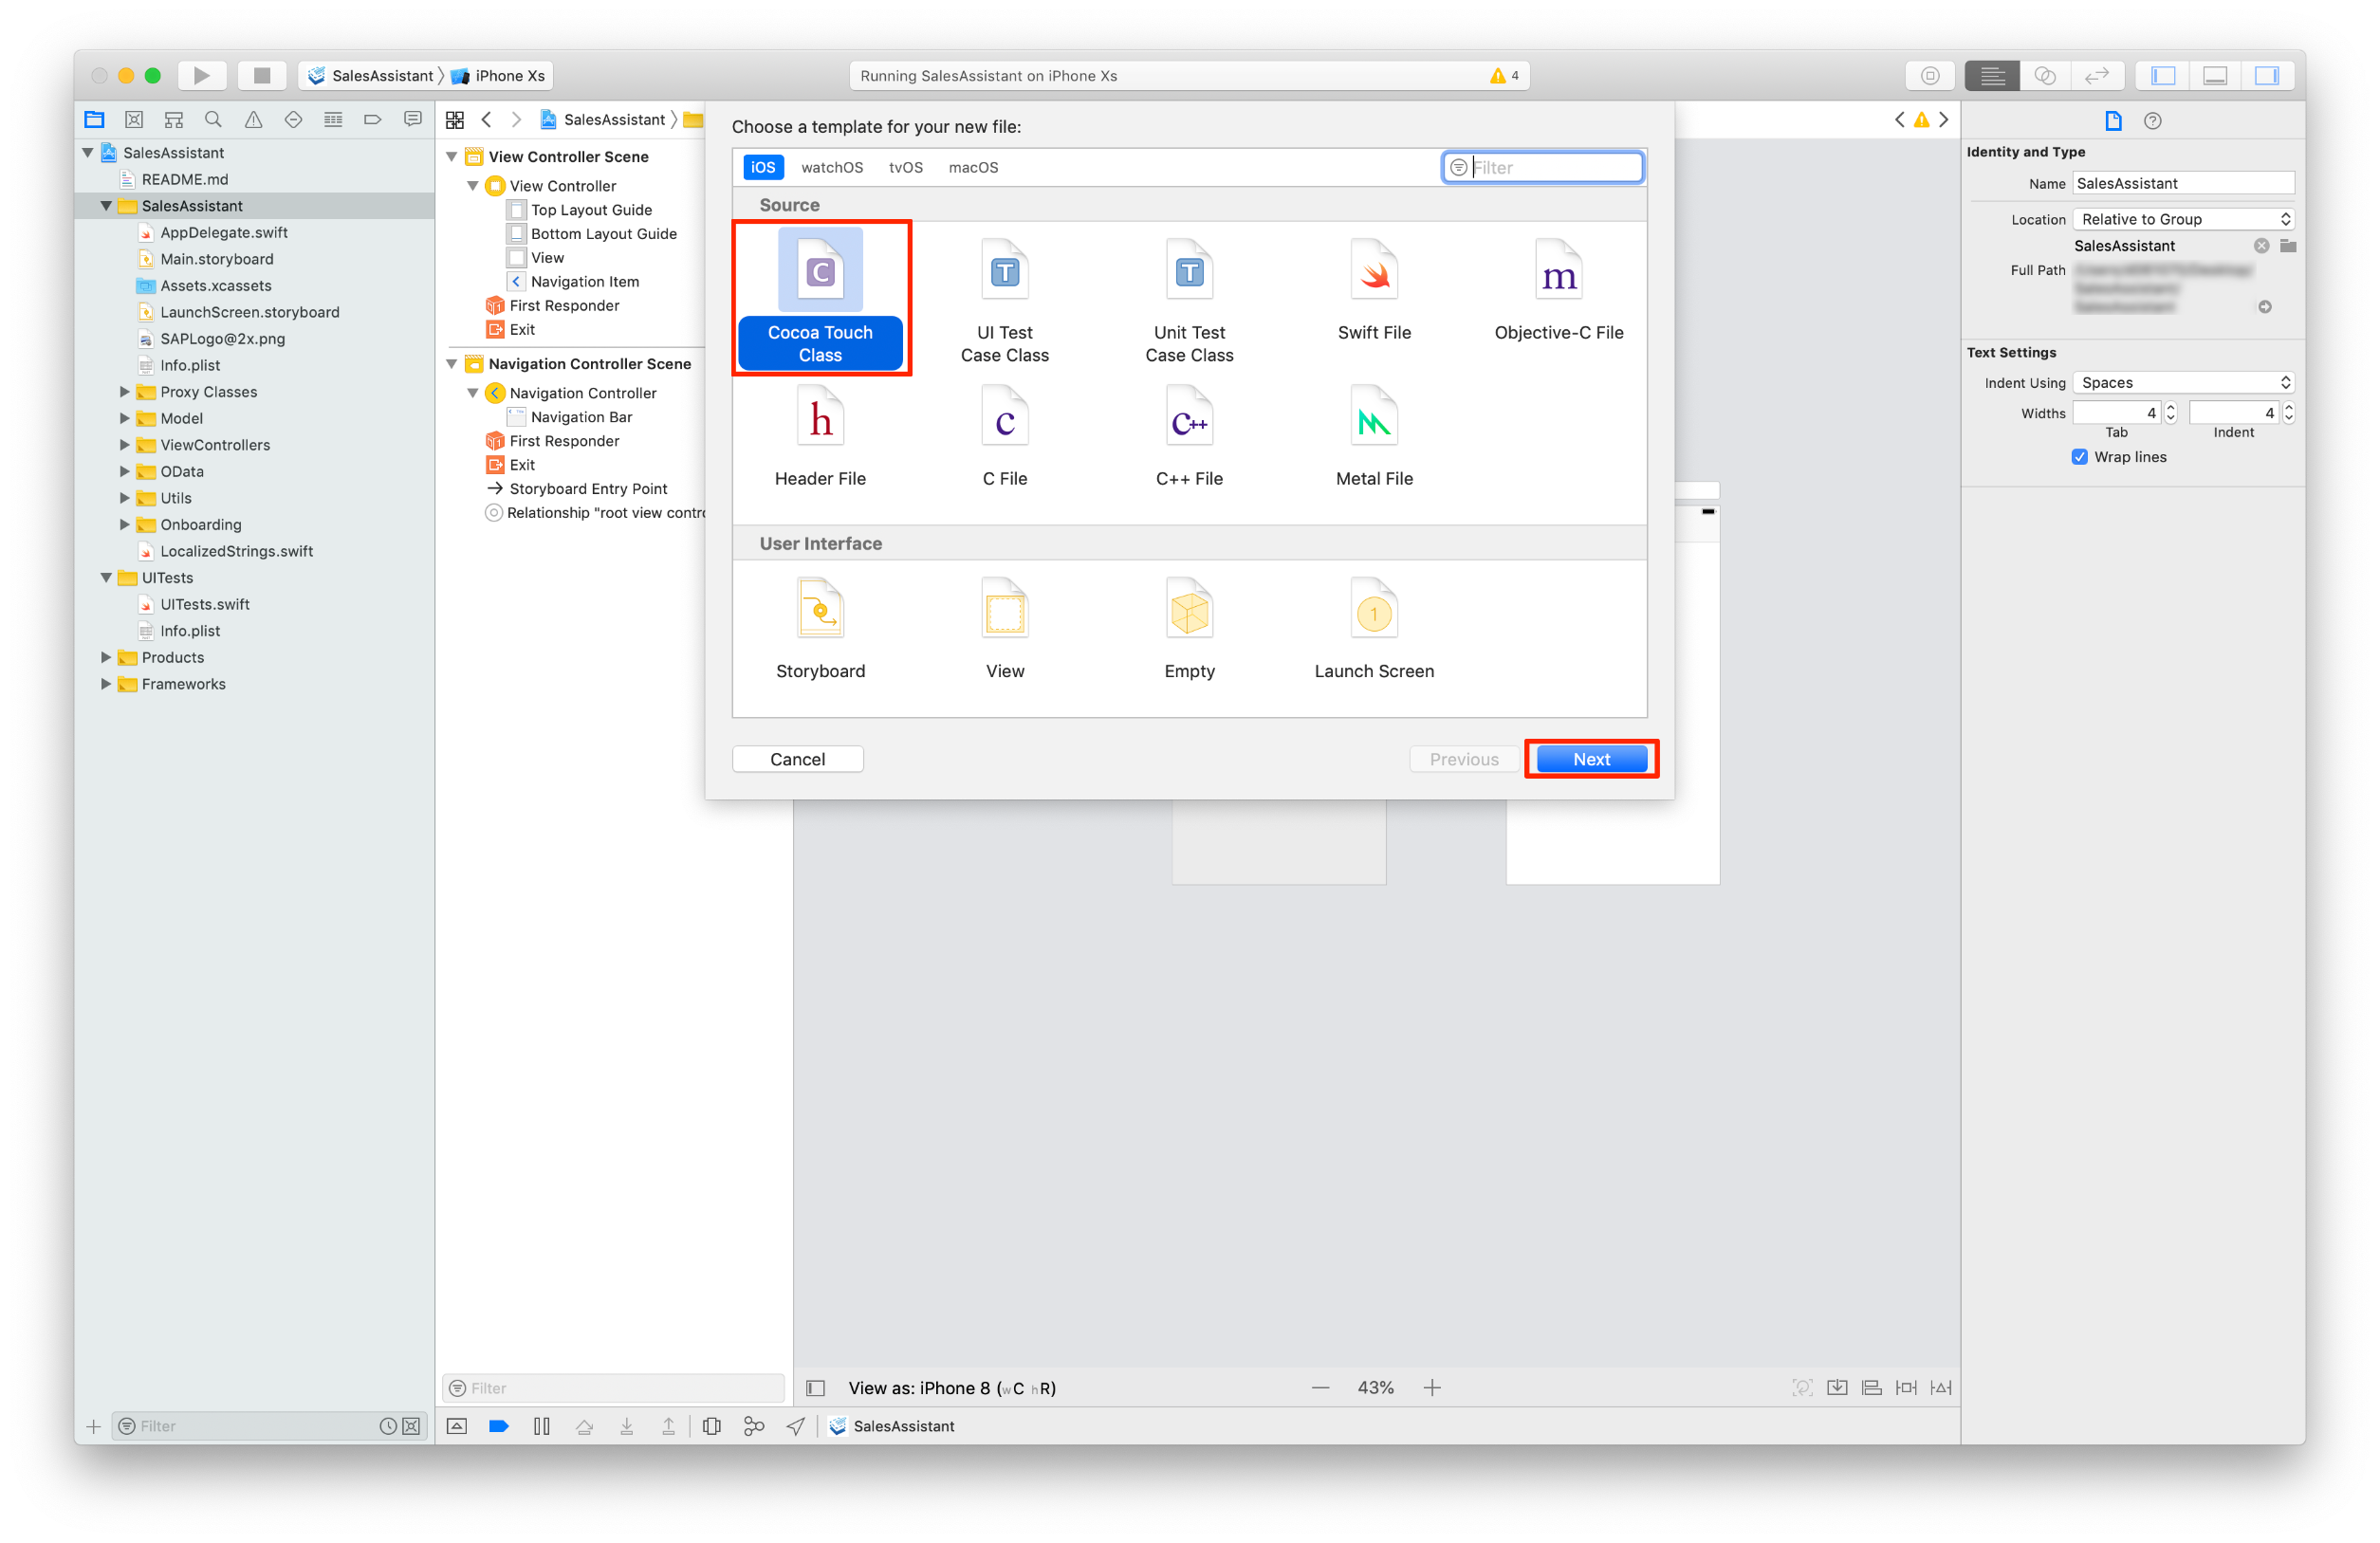 SalesAssistant
iPhone Xs
Running SalesAssistant on iPhone Xs
4
SalesAssistant
README.md
SalesAssistant
AppDelegate.swift
Main.storyboard
Assets.xcassets
LaunchScreen.storyboard
SAPLogo@2x.png
Info.plist
Proxy Classes
Model
ViewControllers
OData
Utils
Onboarding
LocalizedStrings.swift
UITests
UITests.swift
Info.plist
Products
Frameworks
Filter
SalesAssistant
View Controller Scene
View Controller
Top Layout Guide
Bottom Layout Guide
View
Navigation Item
First Responder
Exit
Navigation Controller Scene
Navigation Controller
Navigation Bar
First Responder
Exit
Storyboard Entry Point
Relationship "root view contro
Filter
Choose a template for your new file:
iOS watchOS tvOS macOS
Filter
Source
C
Cocoa Touch
Class
T
UI Test
Case Class
T
Unit Test
Case Class
Swift File
m
Objective-C File
h
Header File
c
C File
C++
C++ File
Metal File
User Interface
Storyboard
View
Empty
1
Launch Screen
Cancel
Previous
Next
View as: iPhone 8 (wC hR)
43%
SalesAssistant
Identity and Type
Name SalesAssistant
Location Relative to Group
SalesAssistant
Full Path
Text Settings
Indent Using Spaces
Widths 4 4
Tab Indent
Wrap lines